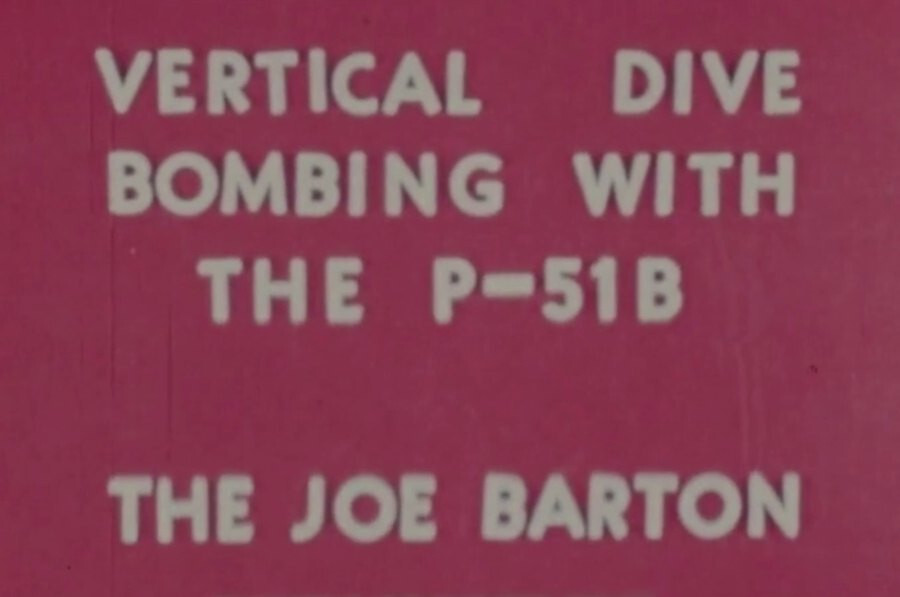 VERTICAL DIVE
BOMBING WITH
THE P-51B
THE JOE BARTON